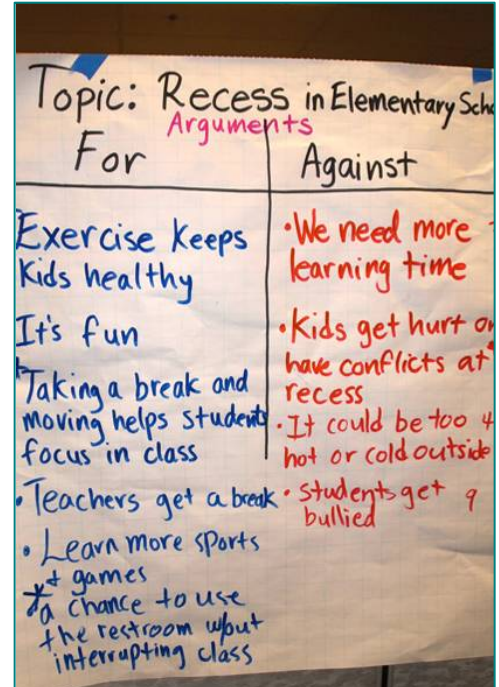 Topic: Recess in Elementary Scho
Arguments
For
Exercise keeps
Kids healthy
It's fun
Taking a break and
moving helps students
focus in class
• Teachers get a break
• Learn more sports
+ games
* a chance to use
the restroom w/out
interrupting class
Against
• We need more
learning time
• Kids get hurt or
have conflicts at
recess
• It could be too
hot or cold outside
• students get
bullied